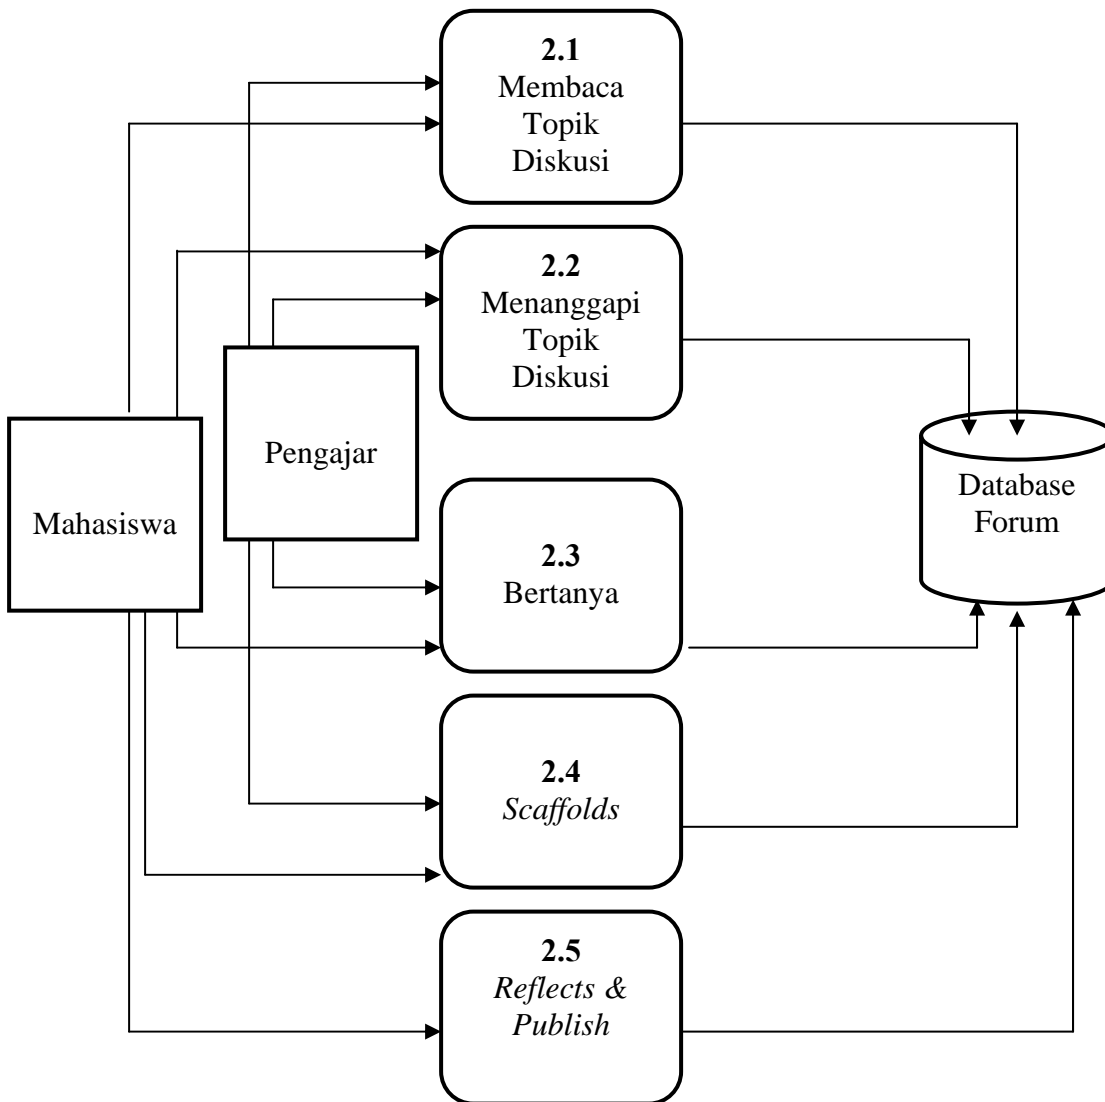 2.1
Membaca
Topik
Diskusi
2.2
Menanggapi
Topik
Diskusi
Pengajar
Mahasiswa
Database
Forum
2.3
Bertanya
2.4
Scaffolds
2.5
Reflects &
Publish